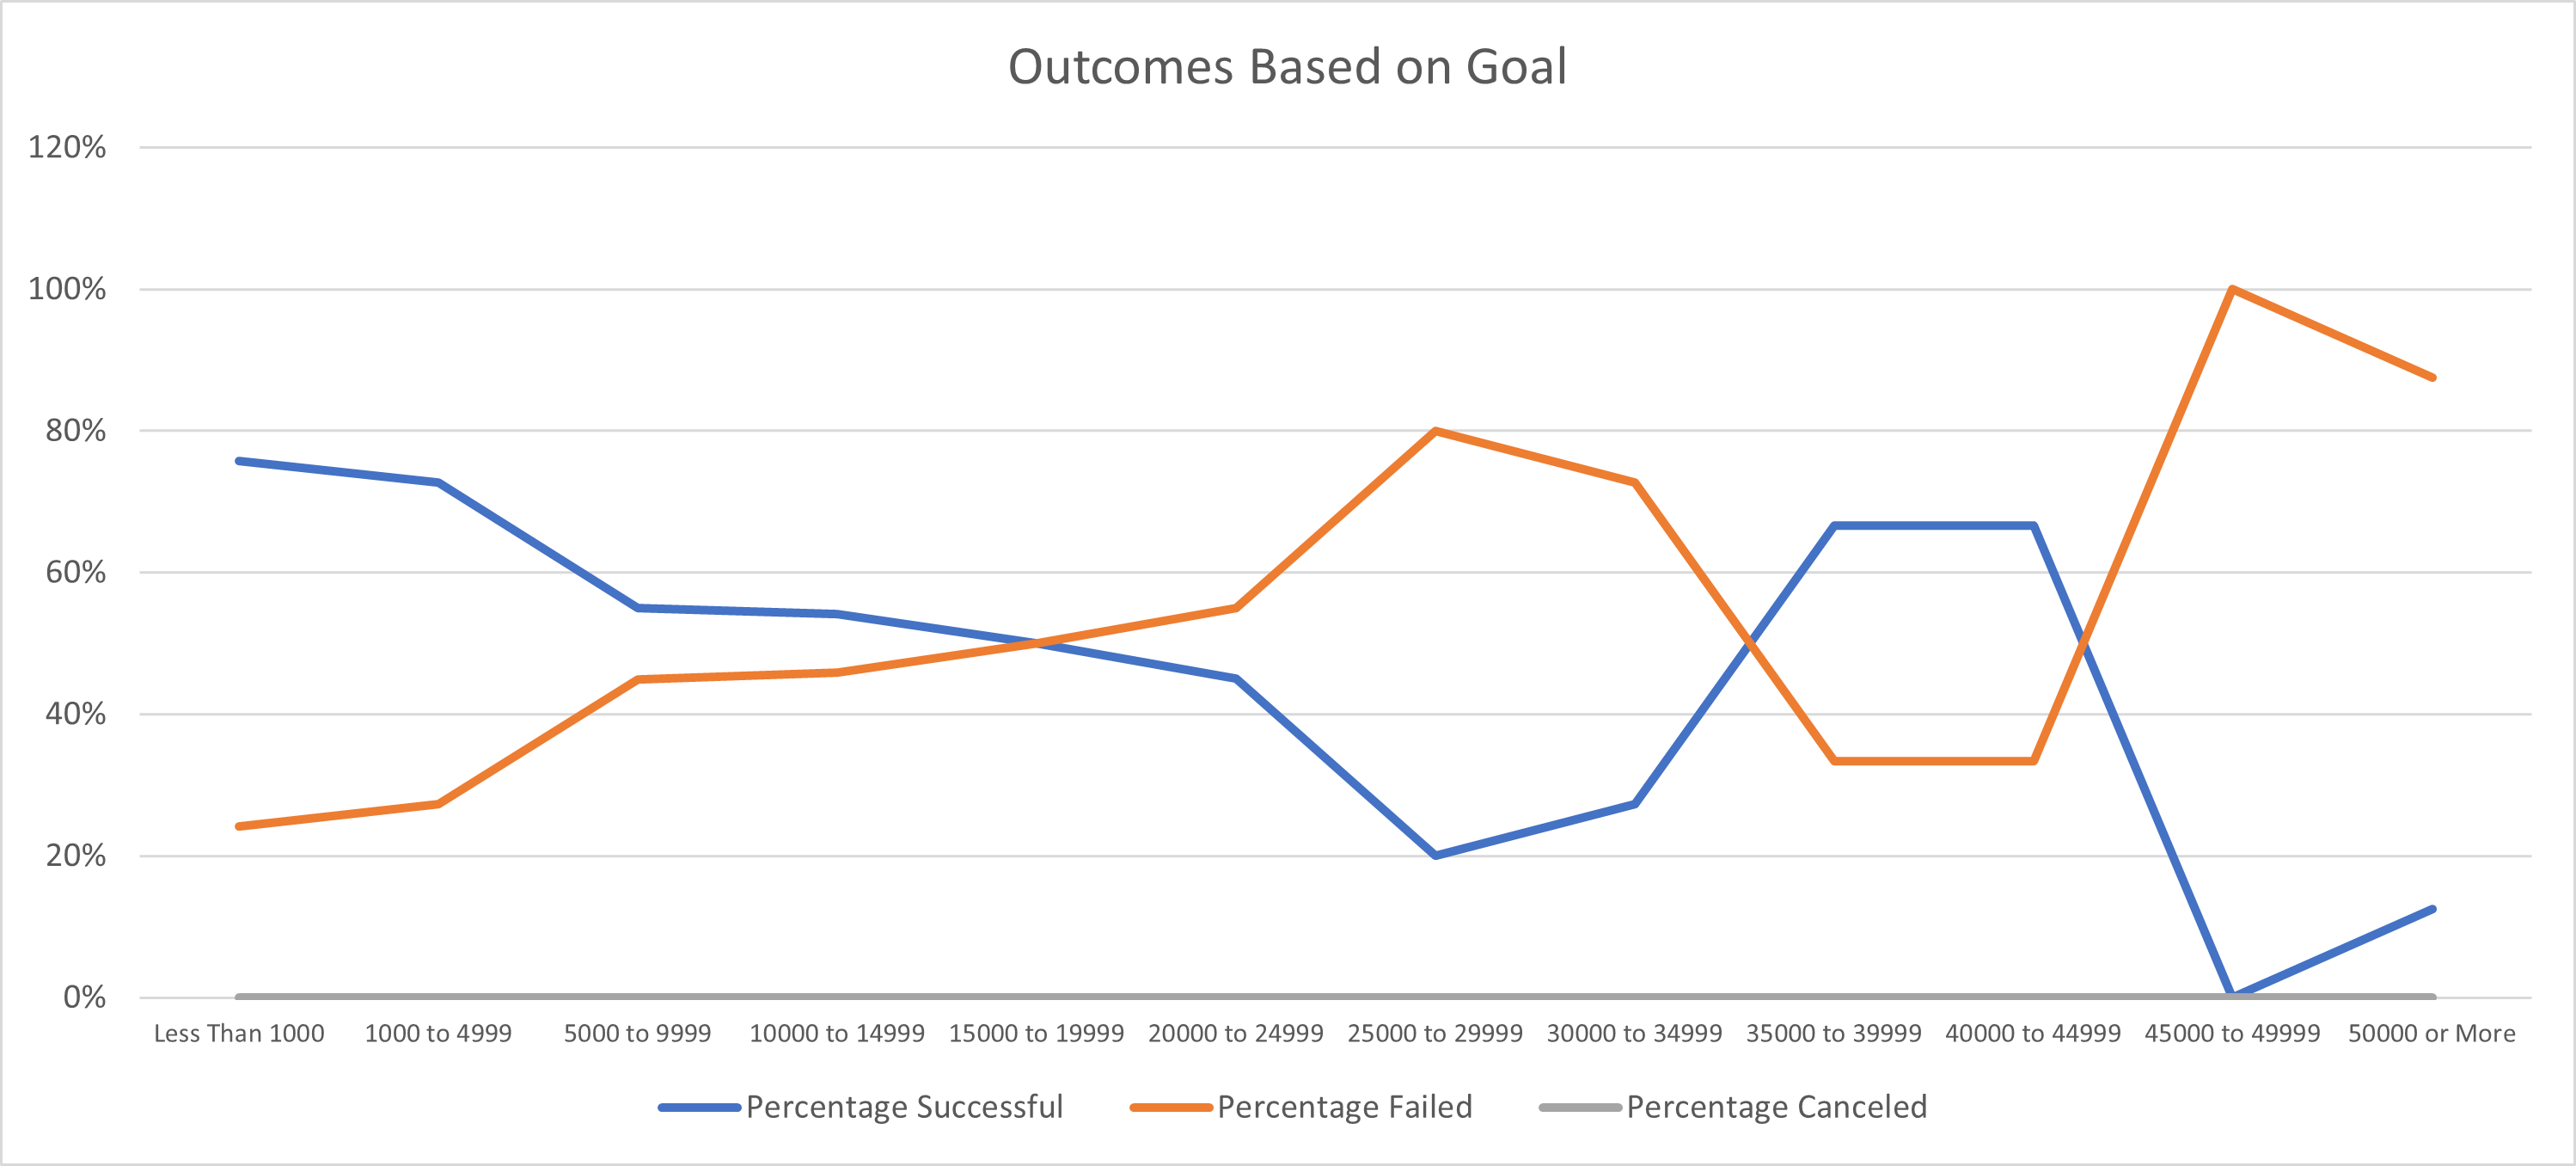 Outcomes Based on Goal
120%
100%
80%
60%
40%
20%
0%
Less Than 1000 1000 to 4999 5000 to 9999 10000 to 14999 15000 to 19999 20000 to 24999 25000 to 29999 30000 to 34999 35000 to 39999 40000 to 44999 45000 to 49999 50000 or More
Percentage Successful Percentage Failed Percentage Canceled